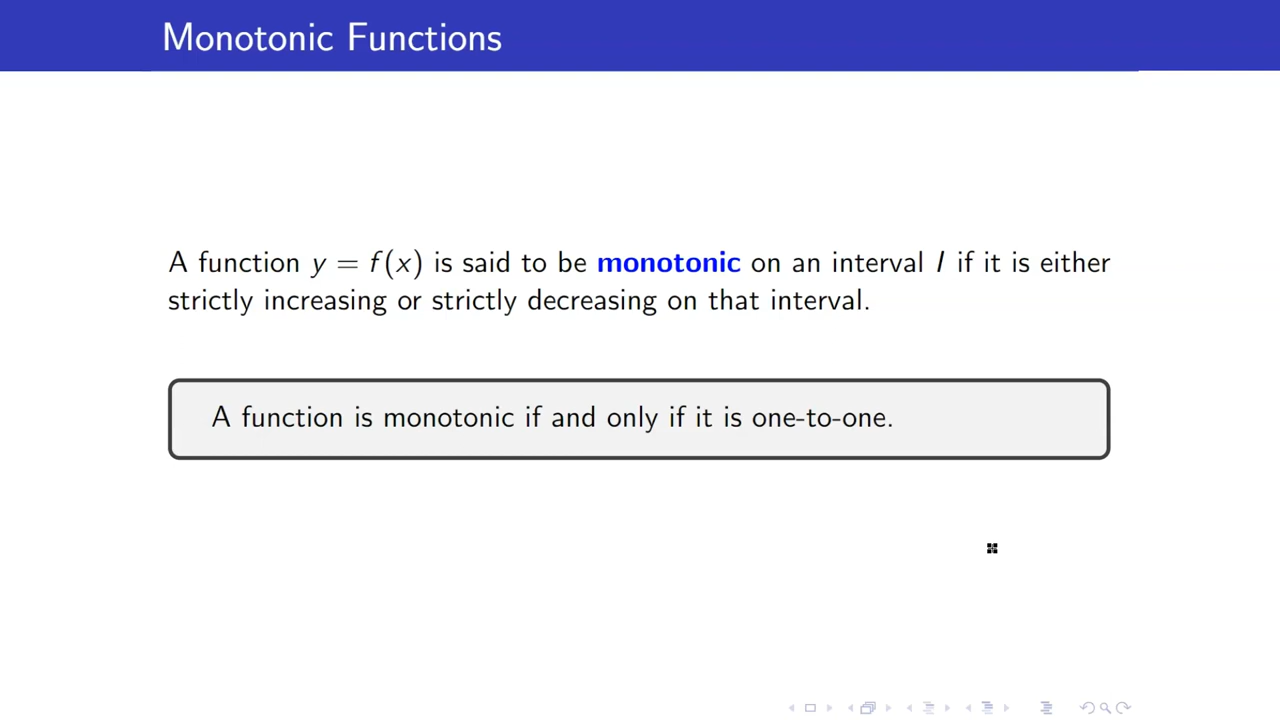 Monotonic Functions
A function y = f(x) is said to be monotonic on an interval I if it is either
strictly increasing or strictly decreasing on that interval.
A function is monotonic if and only if it is one-to-one.